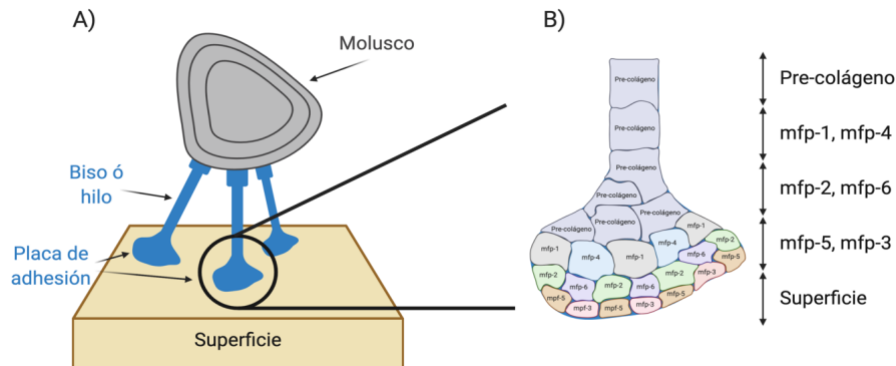 A)
Molusco
Biso ó
hilo
Placa de
adhesión
Superficie
B)
Pre-colágeno
Pre-colágeno
Pre-colágeno
Pre-colágeno
Pre-colágeno
Pre-colágeno
Pre-colágeno
mfp-1
mfp-1
mfp-4
mfp-2
mfp-4
mfp-1
mfp-6
mfp-5
mfp-2
mfp-6
mfp-2
mfp-6
mfp-2
mfp-3
mpf-5
mpf-3
mpf-5
mfp-3
mfp-5
Pre-colágeno
mfp-1, mfp-4
mfp-2, mfp-6
mfp-5, mfp-3
Superficie